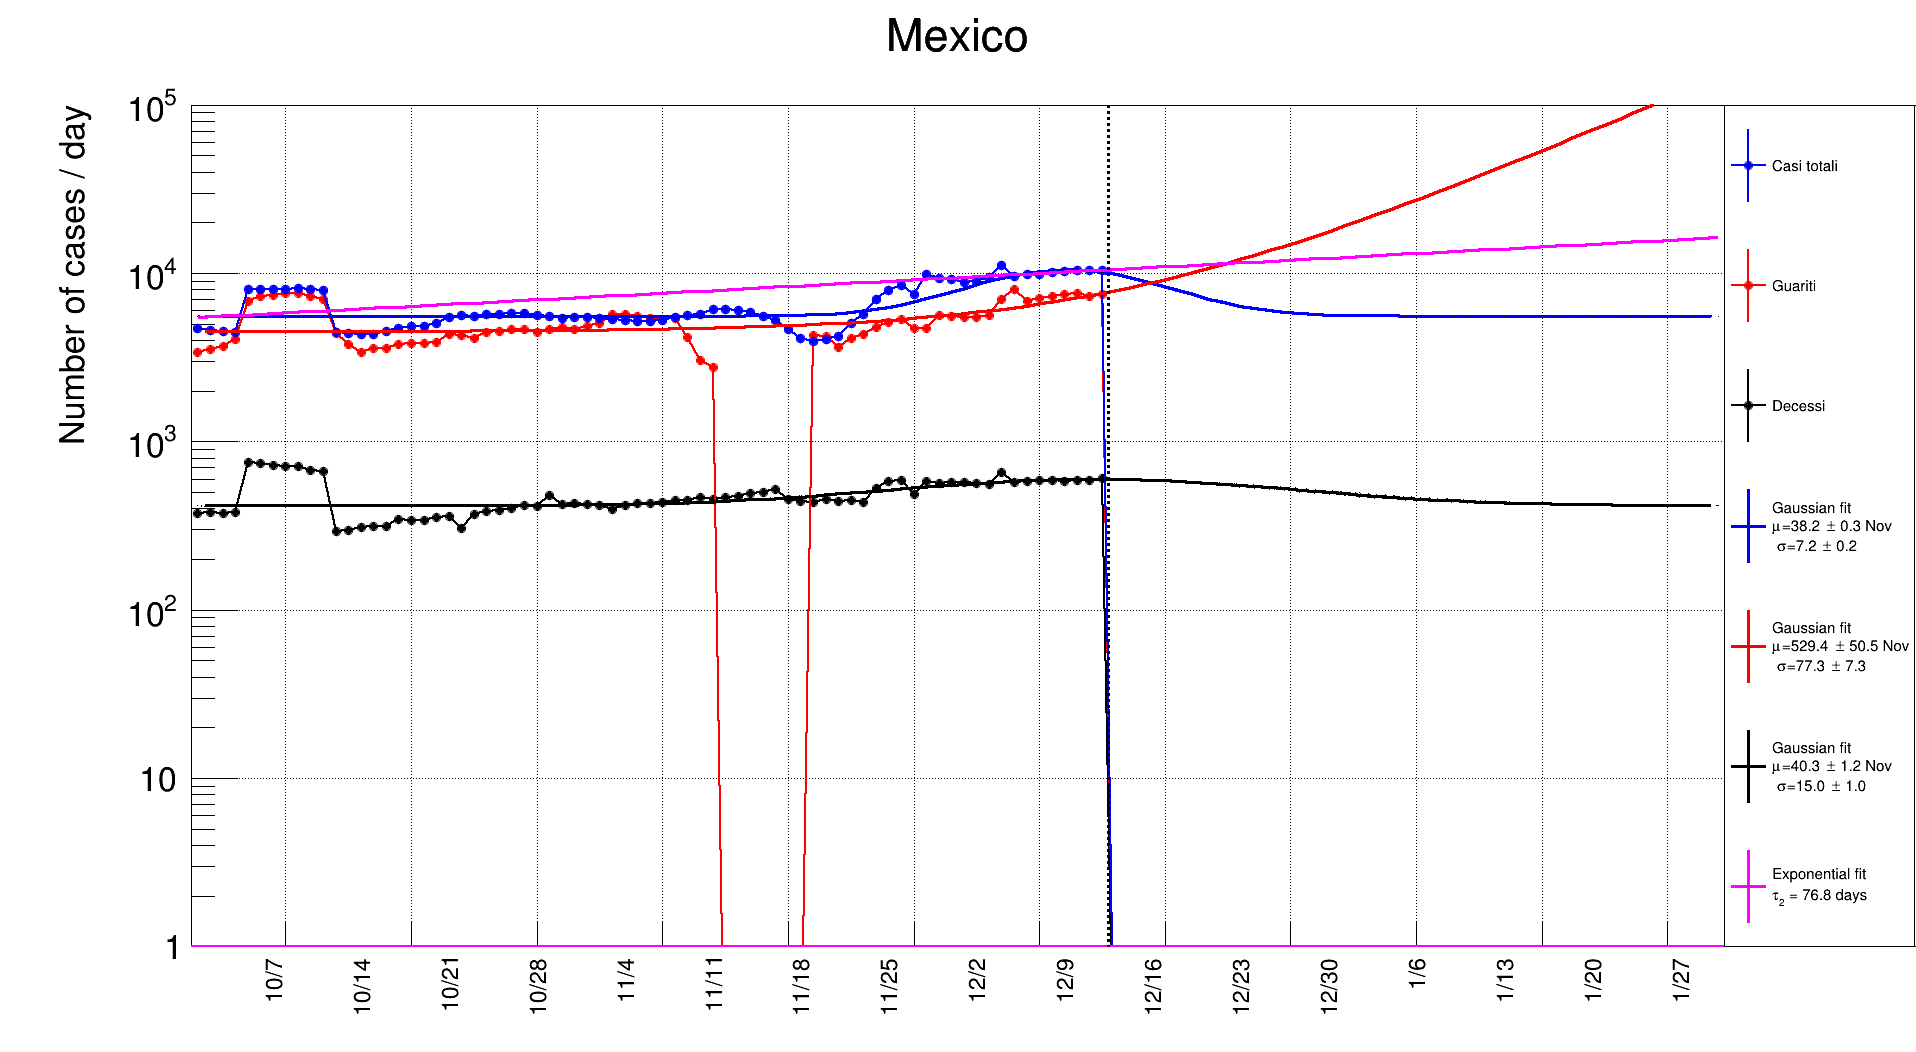 Mexico
Number of cases / day
10^5
10^4
10^3
10^2
10
1
10/7
10/14
10/21
10/28
11/4
11/11
11/18
11/25
12/2
12/9
12/16
12/23
12/30
1/6
1/13
1/20
1/27
Casi totali
Guariti
Decessi
Gaussian fit
μ=38.2 ± 0.3 Nov
σ=7.2 ± 0.2
Gaussian fit
μ=529.4 ± 50.5 Nov
σ=77.3 ± 7.3
Gaussian fit
μ=40.3 ± 1.2 Nov
σ=15.0 ± 1.0
Exponential fit
τ₂ = 76.8 days